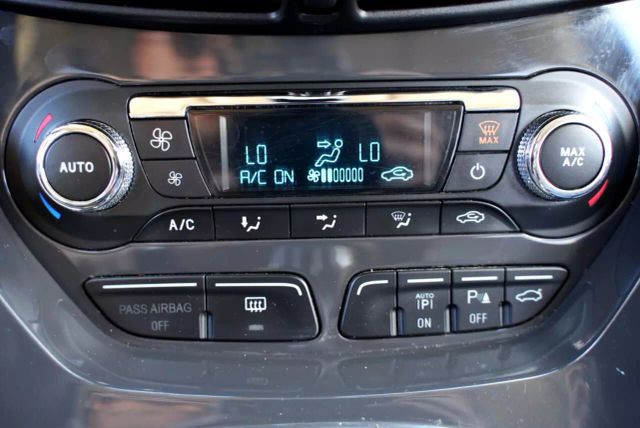 MAX
AUTO
LO LO
A/C ON
MAX
A/C
A/C
PASS AIRBAG
OFF
AUTO
P
ON
P
OFF